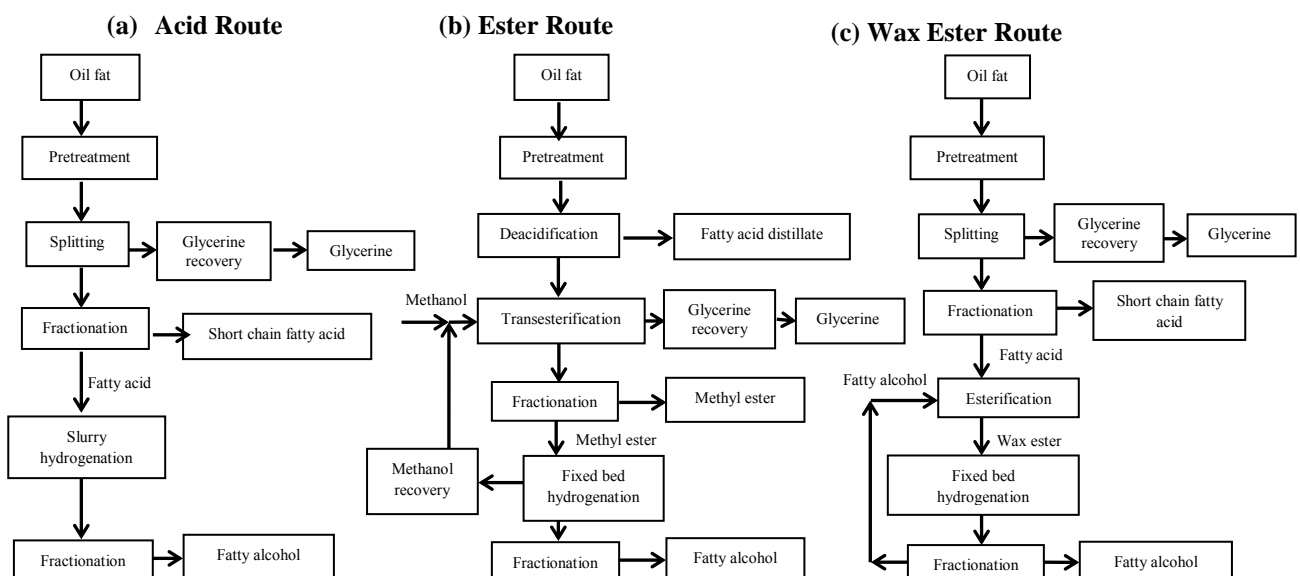 (a) Acid Route
Oil fat
Pretreatment
Splitting
Glycerine
recovery
Glycerine
Fractionation
Short chain fatty acid
Fatty acid
Slurry
hydrogenation
Fractionation
Fatty alcohol
(b) Ester Route
Oil fat
Pretreatment
Deacidification
Fatty acid distillate
Methanol
Transesterification
Glycerine
recovery
Glycerine
Fractionation
Methyl ester
Methyl ester
Methanol
recovery
Fixed bed
hydrogenation
Fractionation
Fatty alcohol
(c) Wax Ester Route
Oil fat
Pretreatment
Splitting
Glycerine
recovery
Glycerine
Fractionation
Short chain fatty
acid
Fatty acid
Fatty alcohol
Esterification
Wax ester
Fixed bed
hydrogenation
Fractionation
Fatty alcohol